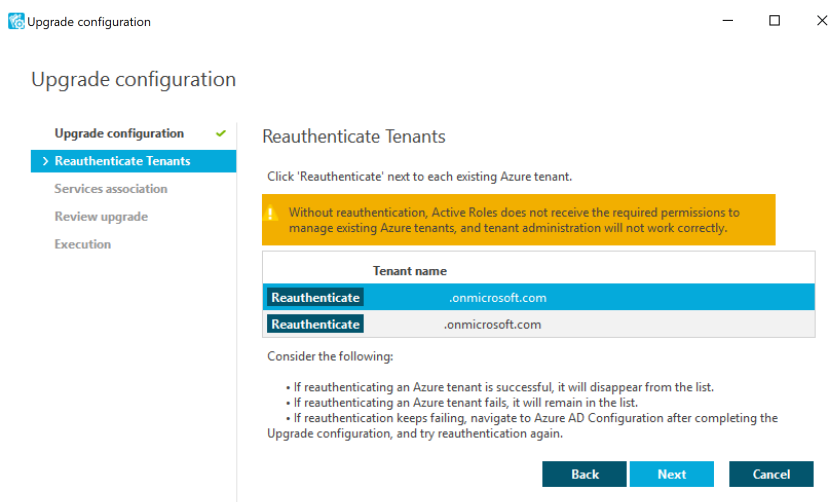 Upgrade configuration
Upgrade configuration
Upgrade configuration
Reauthenticate Tenants
Services association
Review upgrade
Execution
Reauthenticate Tenants
Click 'Reauthenticate' next to each existing Azure tenant.
Without reauthentication, Active Roles does not receive the required permissions to
manage existing Azure tenants, and tenant administration will not work correctly.
Tenant name
Reauthenticate .onmicrosoft.com
Reauthenticate .onmicrosoft.com
Consider the following:
• If reauthenticating an Azure tenant is successful, it will disappear from the list.
• If reauthenticating an Azure tenant fails, it will remain in the list.
• If reauthentication keeps failing, navigate to Azure AD Configuration after completing the
Upgrade configuration, and try reauthentication again.
Back Next Cancel